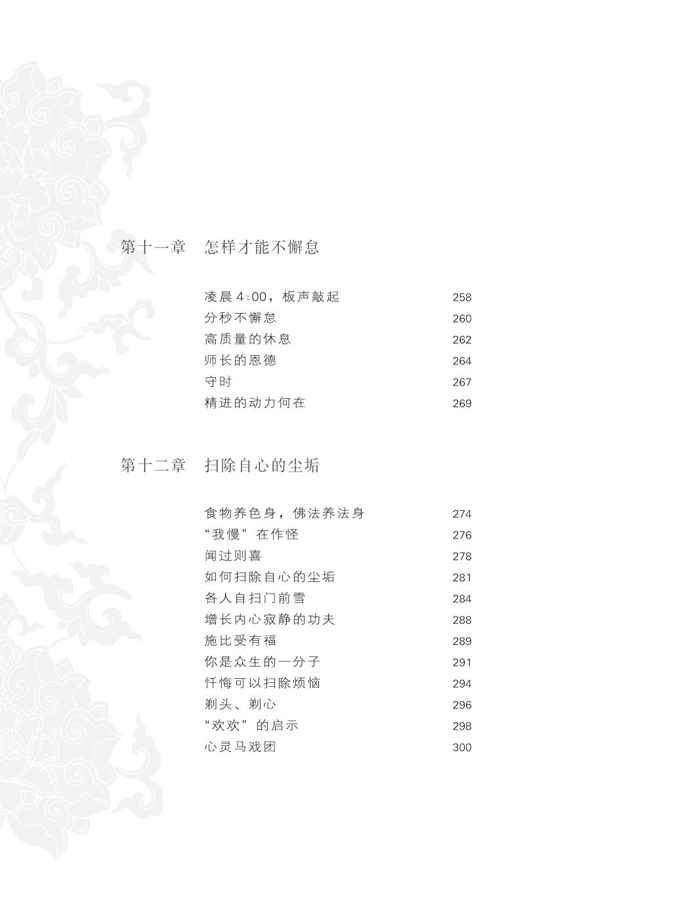 第十一章 怎样才能不懈怠
凌晨 4:00，板声敲起 258
分秒不懈怠 260
高质量的休息 262
师长的恩德 264
守时 267
精进的动力何在 269
第十二章 扫除自心的尘垢
食物养色身，佛法养法身 274
“我慢”在作怪 276
闻过则喜 278
如何扫除自心的尘垢 281
各人自扫门前雪 284
增长内心寂静的功夫 288
施比受有福 289
你是众生的一分子 291
忏悔可以扫除烦恼 294
剃头、剃心 296
“欢欢”的启示 298
心灵马戏团 300